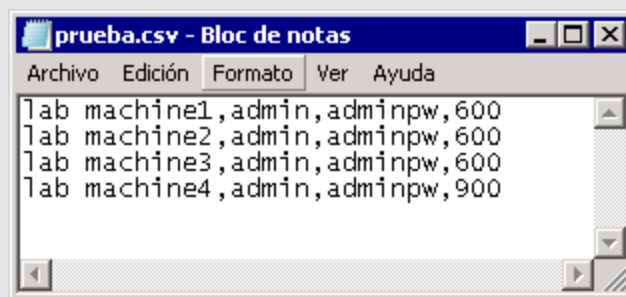 prueba.csv - Bloc de notas
Archivo Edición Formato Ver Ayuda
lab machine1,admin,adminpw,600
lab machine2,admin,adminpw,600
lab machine3,admin,adminpw,600
lab machine4,admin,adminpw,900